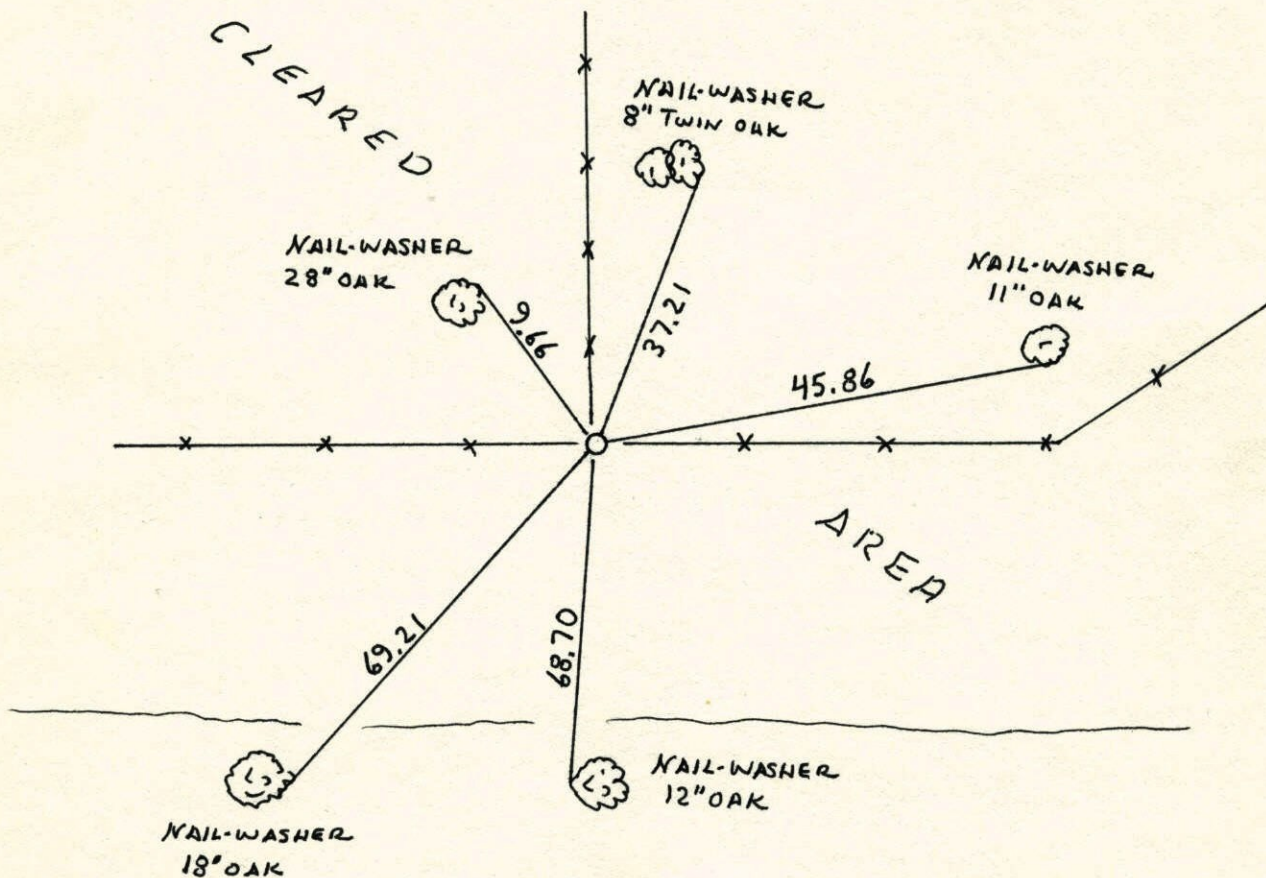 CLEARED
NAIL-WASHER
8" TWIN OAK
NAIL-WASHER
28" OAK
NAIL-WASHER
11" OAK
9.66
37.21
45.86
AREA
69.21
68.70
NAIL-WASHER
12" OAK
NAIL-WASHER
18" OAK